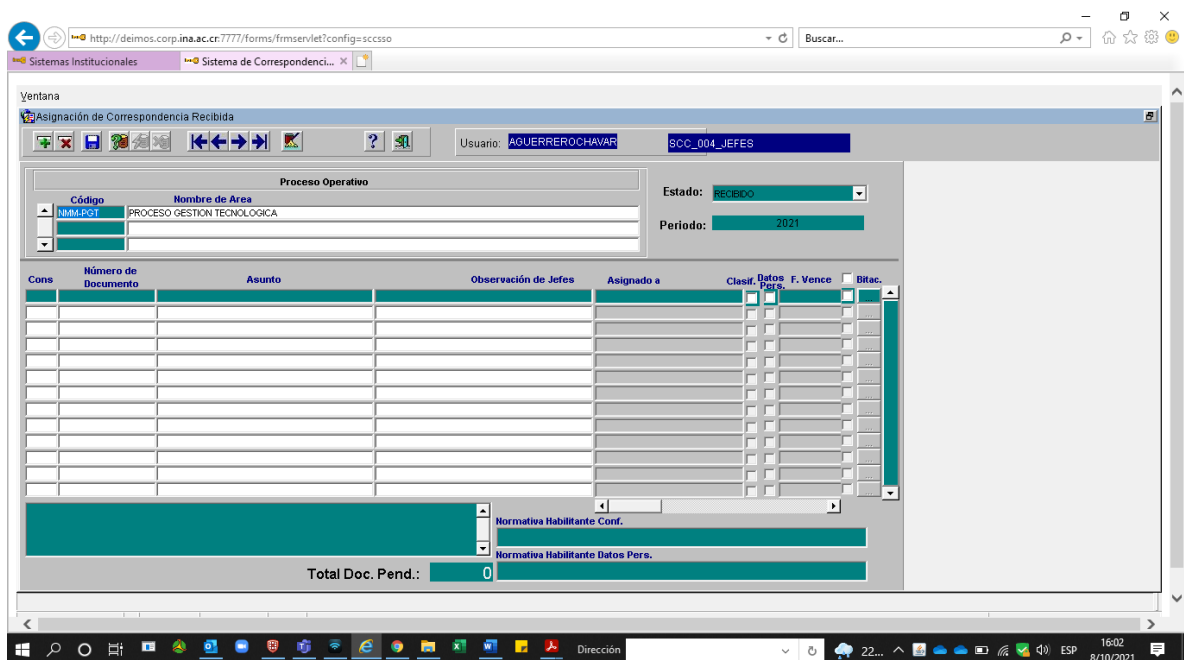 http://deimos.corp.ina.ac.cr:7777/forms/frmservlet?config=sccsso
Buscar...
Sistemas Institucionales
Sistema de Correspondenci...
Ventana
Asignación de Correspondencia Recibida
Usuario: AGUERREROCHAVAR SCC_004_JEFES
Proceso Operativo
Código Nombre de Area
NMM-PGT PROCESO GESTION TECNOLOGICA
Estado: RECIBIDO
Periodo: 2021
Cons Número de Documento Asunto Observación de Jefes Asignado a Clasif. Datos Pers. F. Vence Bitac.
Normativa Habilitante Conf.
Normativa Habilitante Datos Pers.
Total Doc. Pend.: 0
Dirección
22... ESP
16:02
8/10/2021